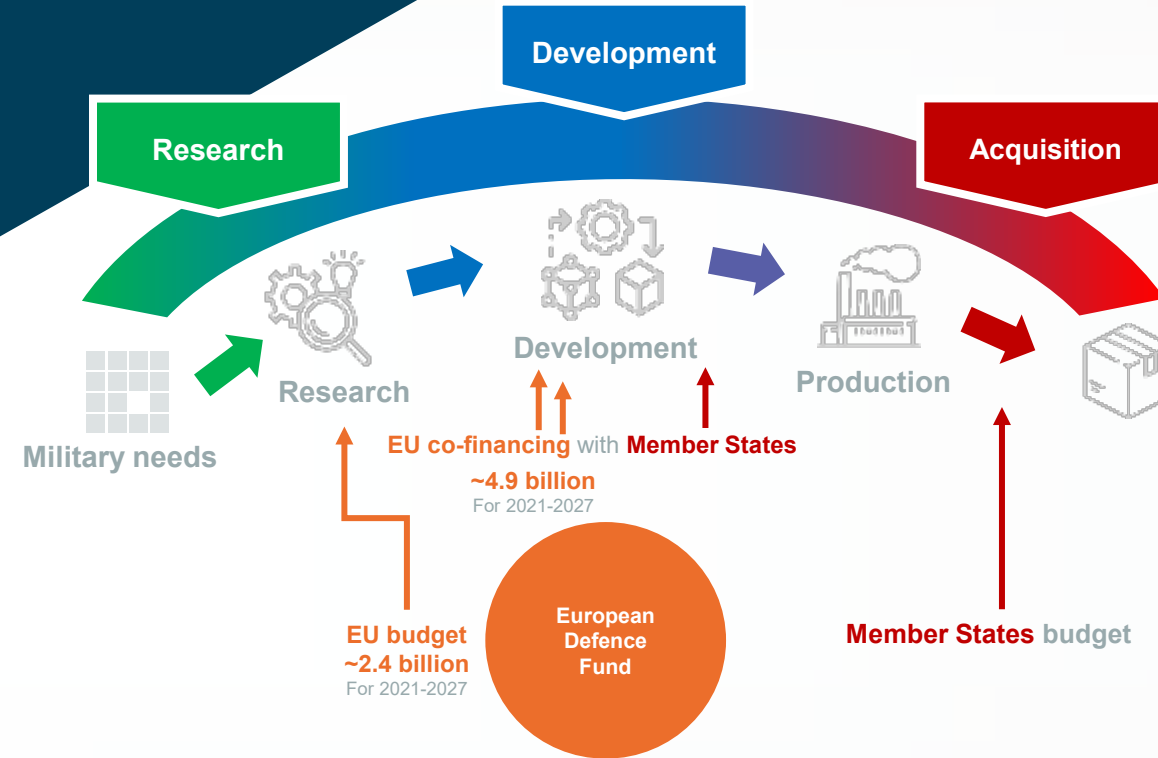 Development
Research
Acquisition
Development
Production
Research
Military needs
EU co-financing with Member States
~4.9 billion
For 2021-2027
European
Defence
Fund
EU budget
~2.4 billion
For 2021-2027
Member States budget